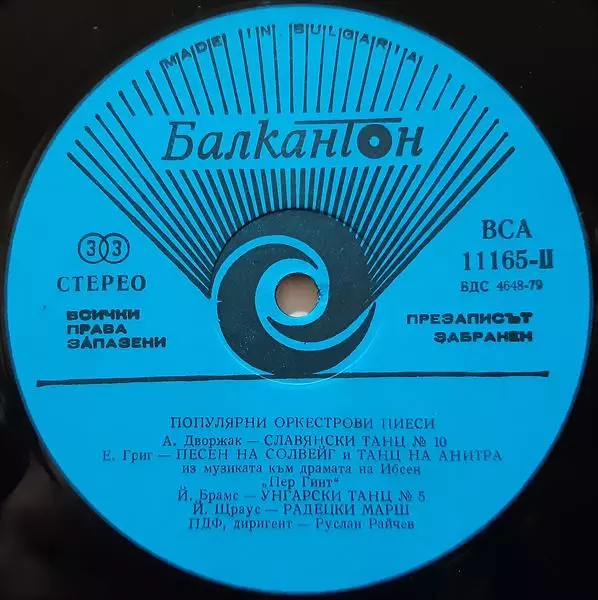 MADE IN BULGARIA
БалканТон
33
СТЕРЕО
ВСИЧКИ
ПРАВА
ЗАПАЗЕНИ
ВСА
11165-II
БДС 4648-79
ПРЕЗАПИСЪТ
ЗАБРАНЕН
ПОПУЛЯРНИ ОРКЕСТРОВИ ПИЕСИ
А. Дворжак — СЛАВЯНСКИ ТАНЦ № 10
Е. Григ — ПЕСЕН НА СОЛВЕЙГ и ТАНЦ НА АНИТРА
из музиката към драмата на Ибсен
„Пер Гинт“
Й. Брамс — УНГАРСКИ ТАНЦ № 5
Й. Щраус — РАДЕЦКИ МАРШ
ПДФ, диригент — Руслан Райчев